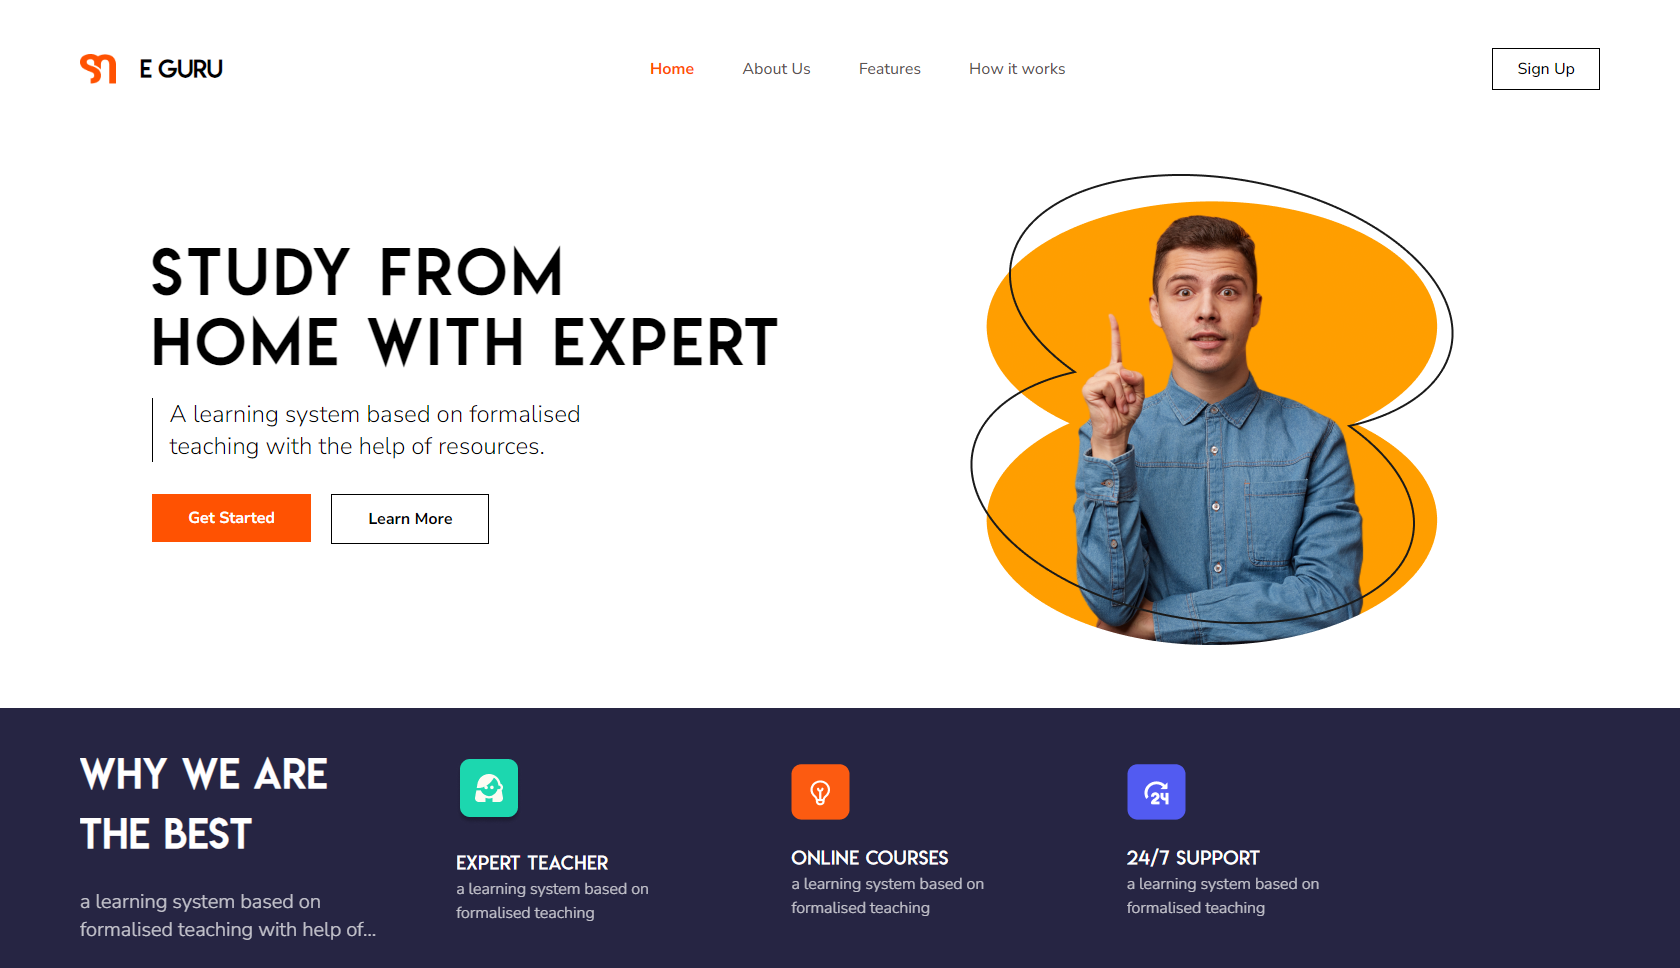 E GURU
Home
About Us
Features
How it works
Sign Up
STUDY FROM
HOME WITH EXPERT
A learning system based on formalised
teaching with the help of resources.
Get Started
Learn More
WHY WE ARE
THE BEST
a learning system based on
formalised teaching with help of...
EXPERT TEACHER
a learning system based on
formalised teaching
ONLINE COURSES
a learning system based on
formalised teaching
24
24/7 SUPPORT
a learning system based on
formalised teaching